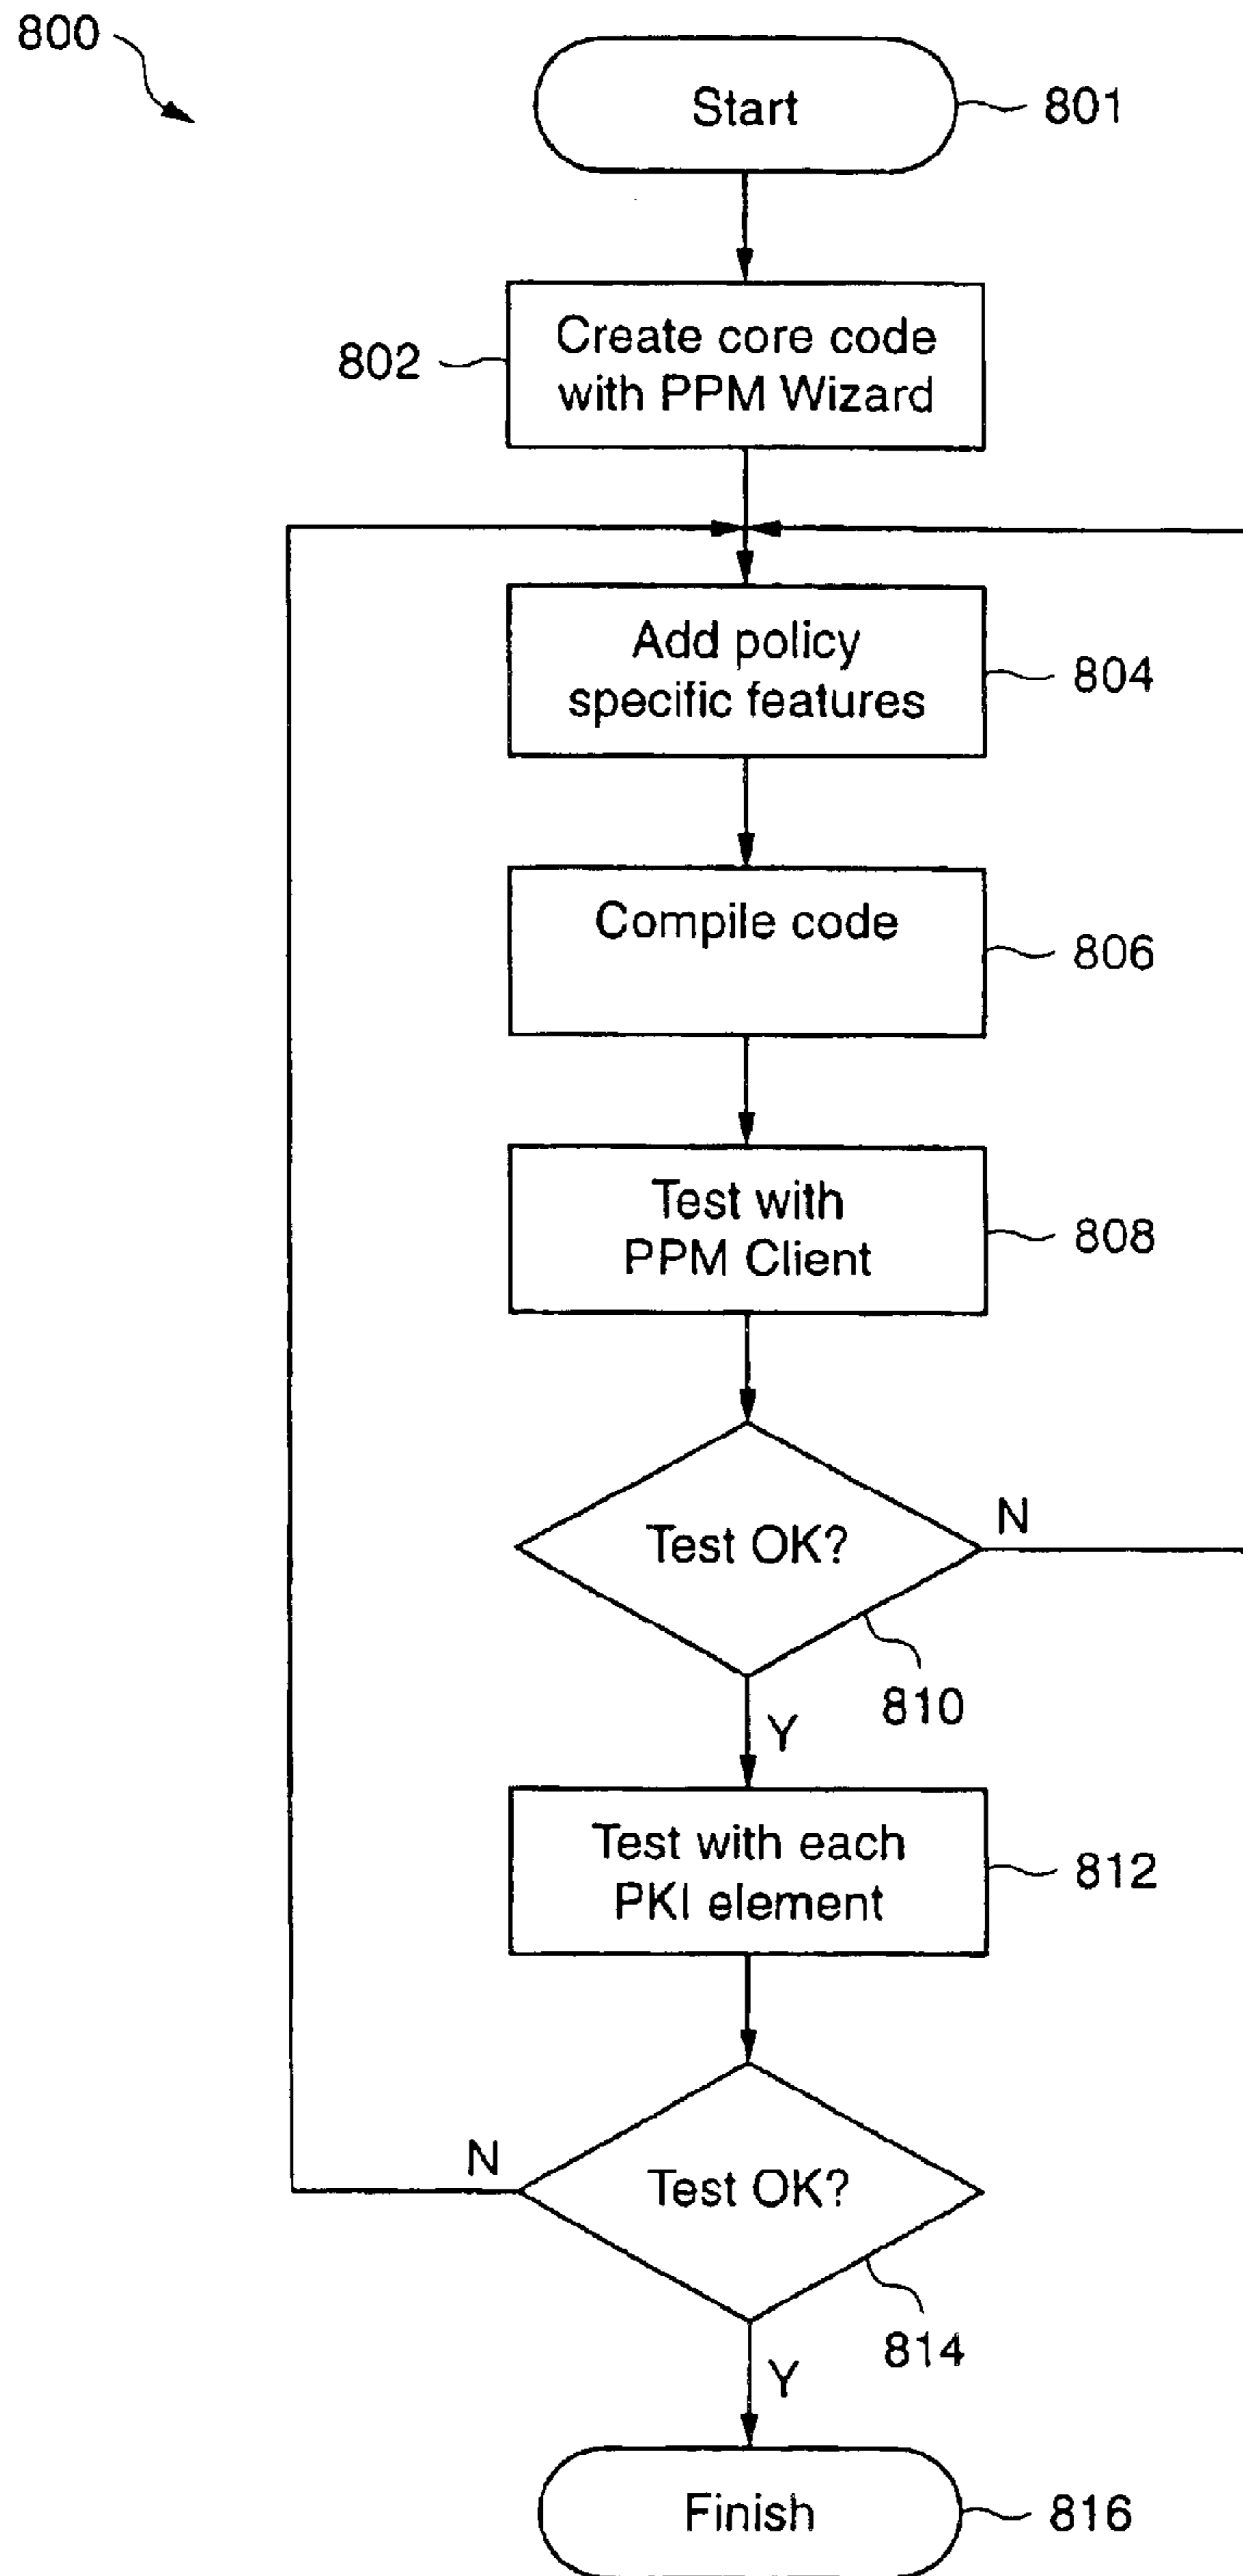 800
Start
801
802
Create core code
with PPM Wizard
Add policy
specific features
804
Compile code
806
Test with
PPM Client
808
Test OK?
N
810
Y
Test with each
PKI element
812
N
Test OK?
814
Y
Finish
816